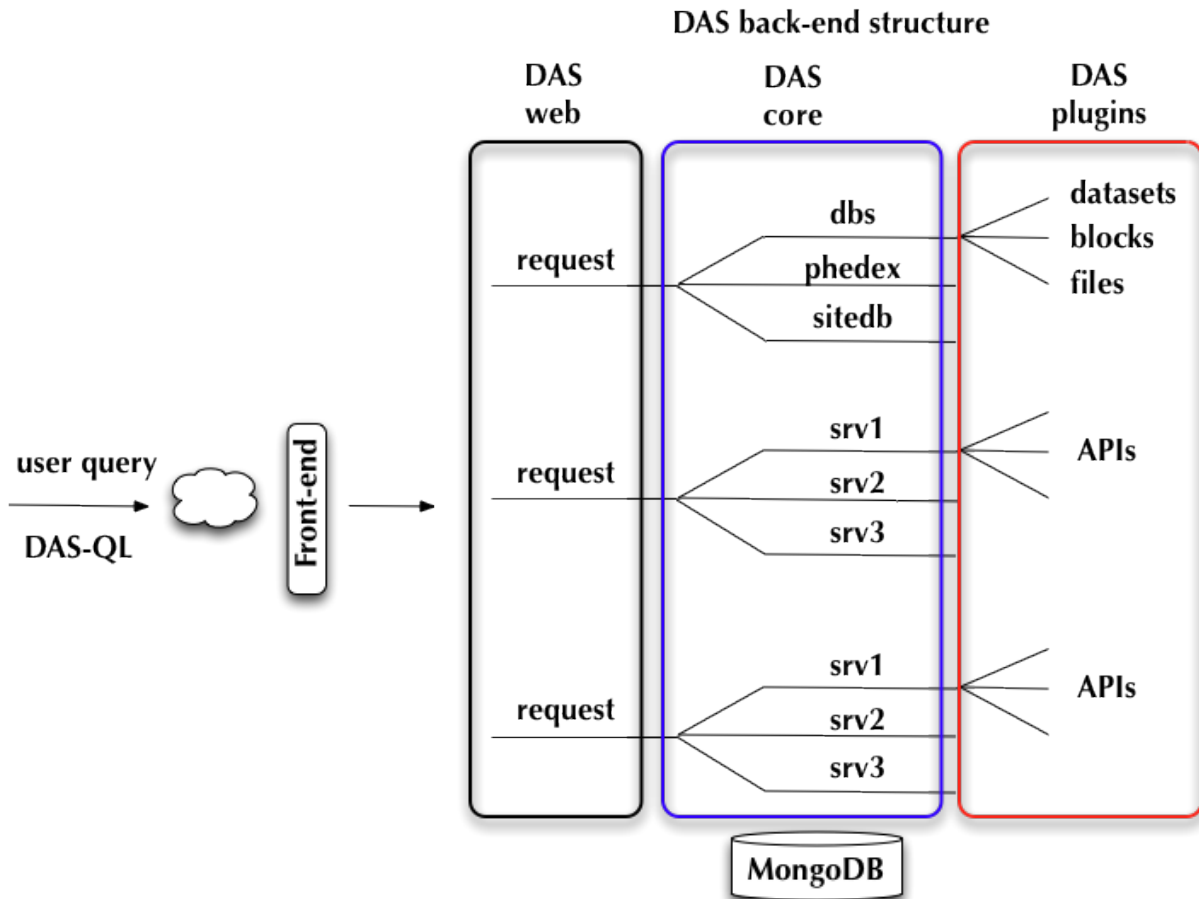 DAS back-end structure
DAS
web
DAS
core
DAS
plugins
request
dbs
phedex
sitedb
datasets
blocks
files
user query
DAS-QL
Front-end
request
srv1
srv2
srv3
APIs
request
srv1
srv2
srv3
APIs
MongoDB